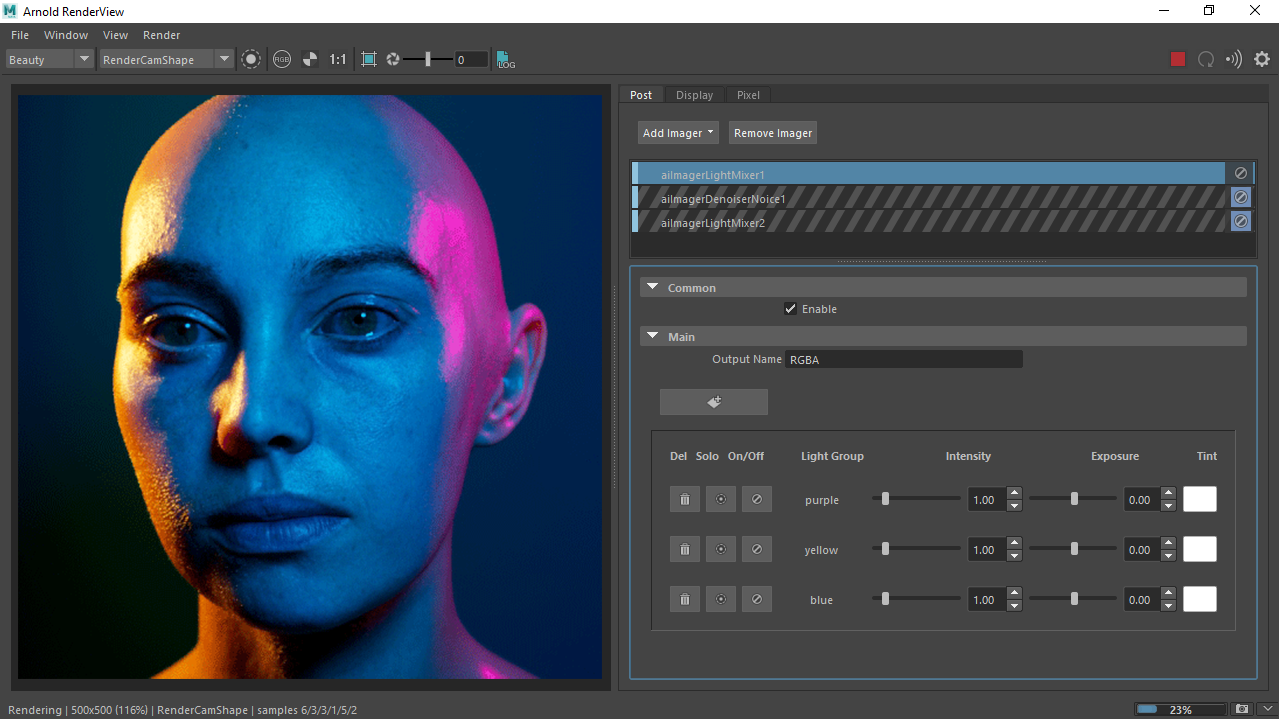 Arnold RenderView
File Window View Render
Beauty RenderCamShape RGB 1:1 0 LOG
Post Display Pixel
Add Imager Remove Imager
aiImagerLightMixer1
aiImagerDenoiserNoice1
aiImagerLightMixer2
Common
Enable
Main
Output Name RGBA
Del Solo On/Off Light Group Intensity Exposure Tint
purple 1.00 0.00
yellow 1.00 0.00
blue 1.00 0.00
Rendering | 500x500 (116%) | RenderCamShape | samples 6/3/3/1/5/2 23%